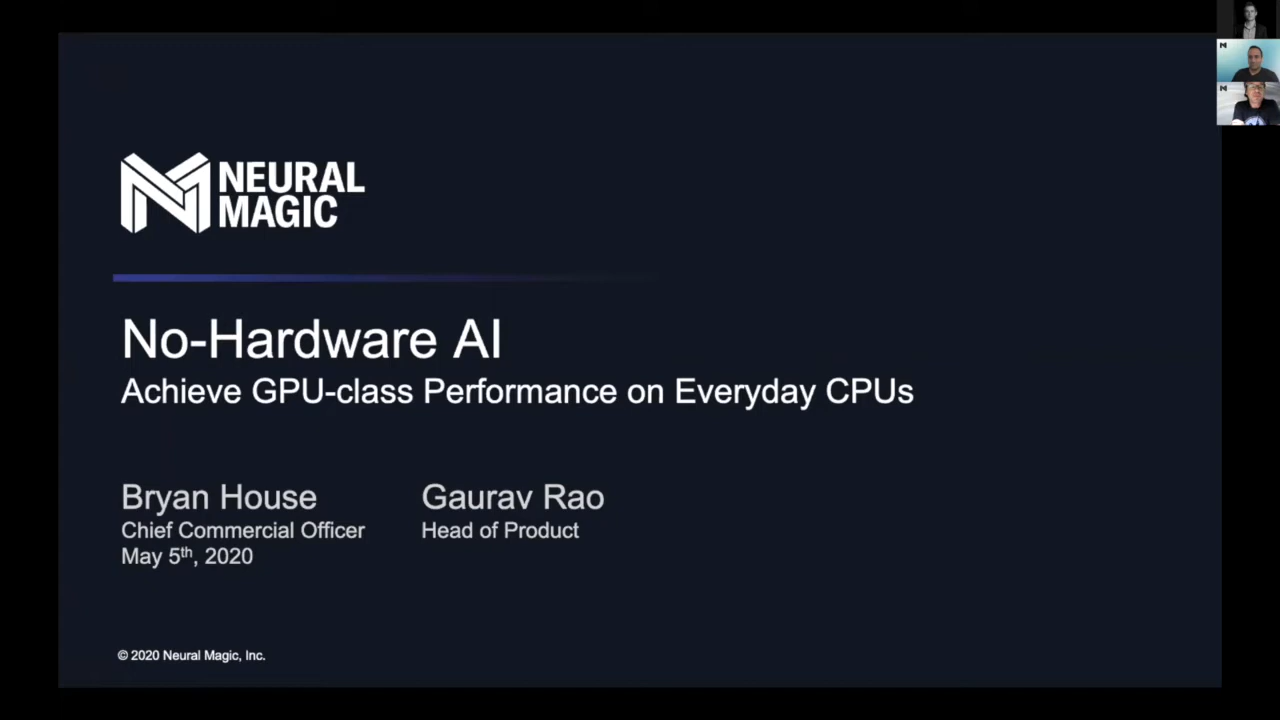 NEURAL
MAGIC
No-Hardware AI
Achieve GPU-class Performance on Everyday CPUs
Bryan House
Chief Commercial Officer
May 5th, 2020
Gaurav Rao
Head of Product
© 2020 Neural Magic, Inc.